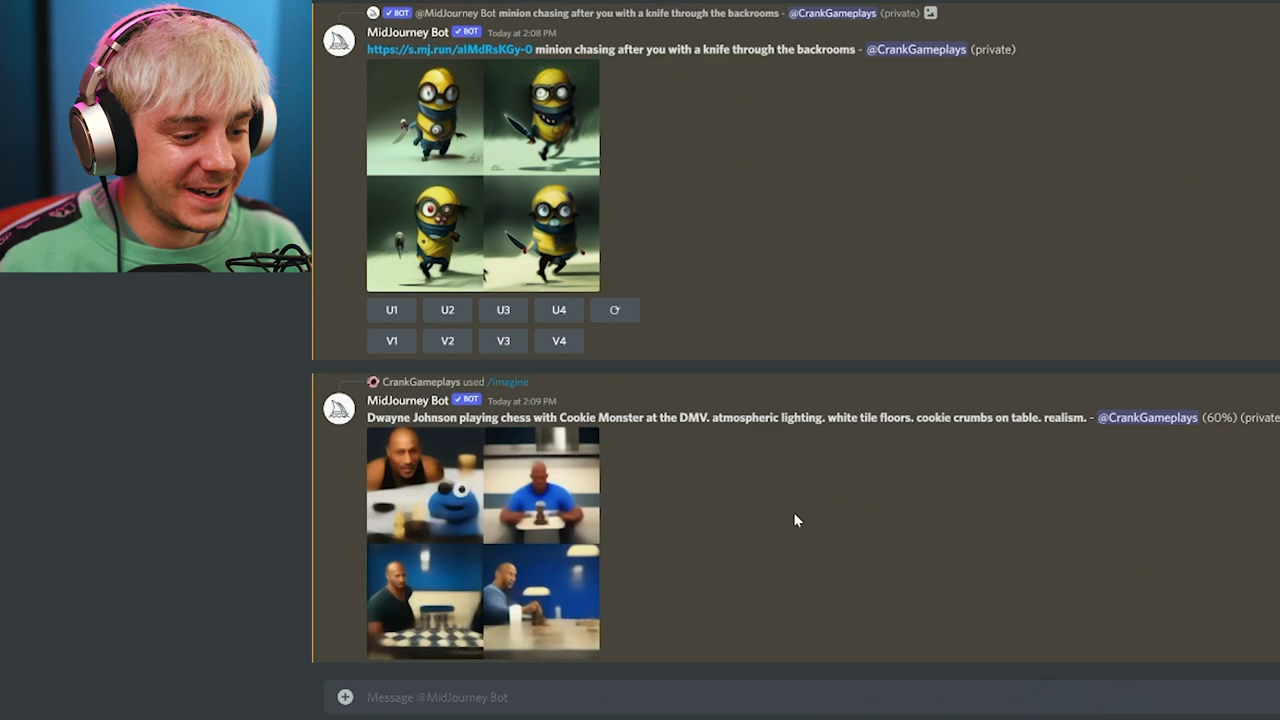 BOT @MidJourney Bot minion chasing after you with a knife through the backrooms - @CrankGameplays (private)
MidJourney Bot BOT Today at 2:08 PM
https://s.mj.run/aIMdRsKGy-0 minion chasing after you with a knife through the backrooms - @CrankGameplays (private)
U1 U2 U3 U4
V1 V2 V3 V4
CrankGameplays used /imagine
MidJourney Bot BOT Today at 2:09 PM
Dwayne Johnson playing chess with Cookie Monster at the DMV. atmospheric lighting. white tile floors. cookie crumbs on table. realism. - @CrankGameplays (60%) (private
Message @MidJourney Bot